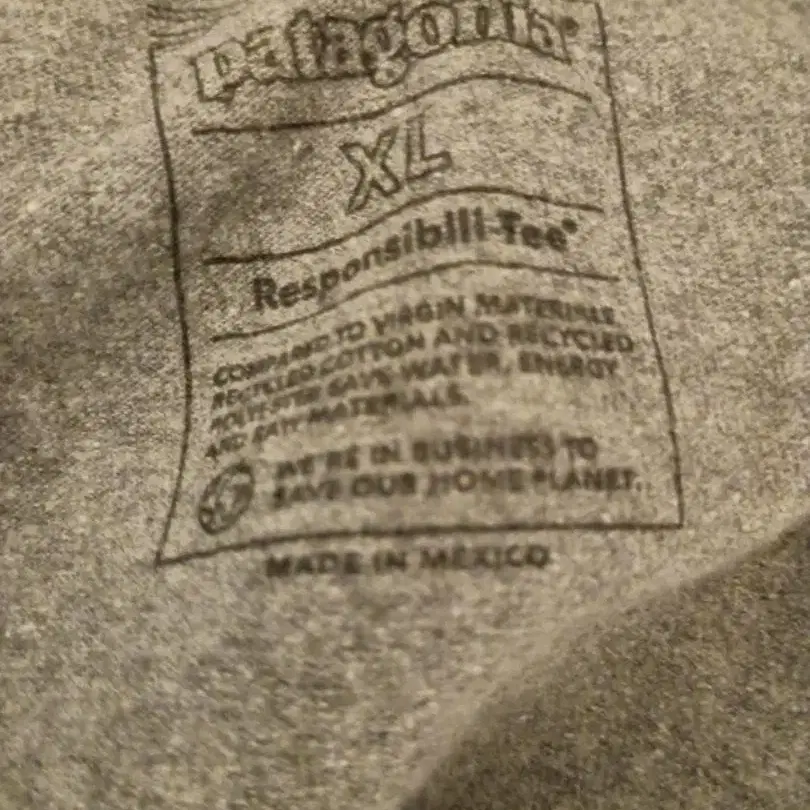 patagonia®
XL
Responsibili-Tee®
COMPARED TO VIRGIN MATERIALS,
RECYCLED COTTON AND RECYCLED
POLYESTER SAVE WATER, ENERGY
AND RAW MATERIALS.
WE'RE IN BUSINESS TO
SAVE OUR HOME PLANET.
MADE IN MEXICO